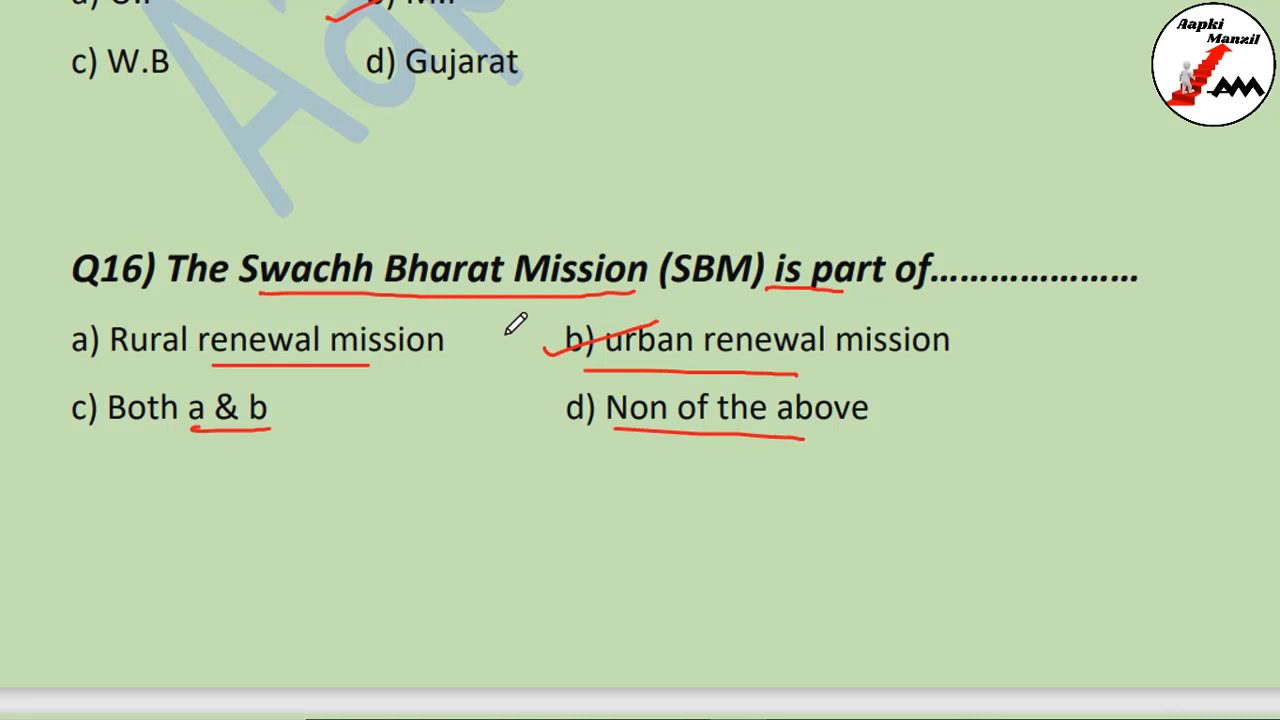 c) W.B d) Gujarat
Aapki
Manzil
AM
Q16) The Swachh Bharat Mission (SBM) is part of.....................
a) Rural renewal mission b) urban renewal mission
c) Both a & b d) Non of the above